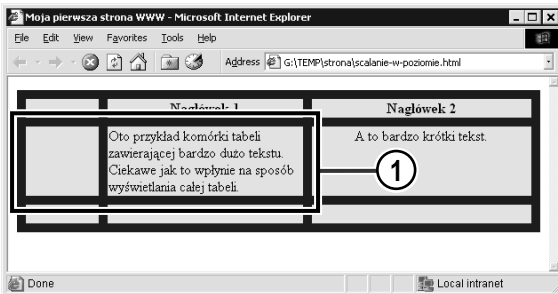 Moja pierwsza strona WWW - Microsoft Internet Explorer
File Edit View Favorites Tools Help
Address G:\TEMP\strona\scalanie-w-poziomie.html
Nagłówek 1 Nagłówek 2
Oto przykład komórki tabeli A to bardzo krótki tekst.
zawierającej bardzo dużo tekstu.
Ciekawe jak to wpłynie na sposób
wyświetlania całej tabeli.
1
Done Local intranet